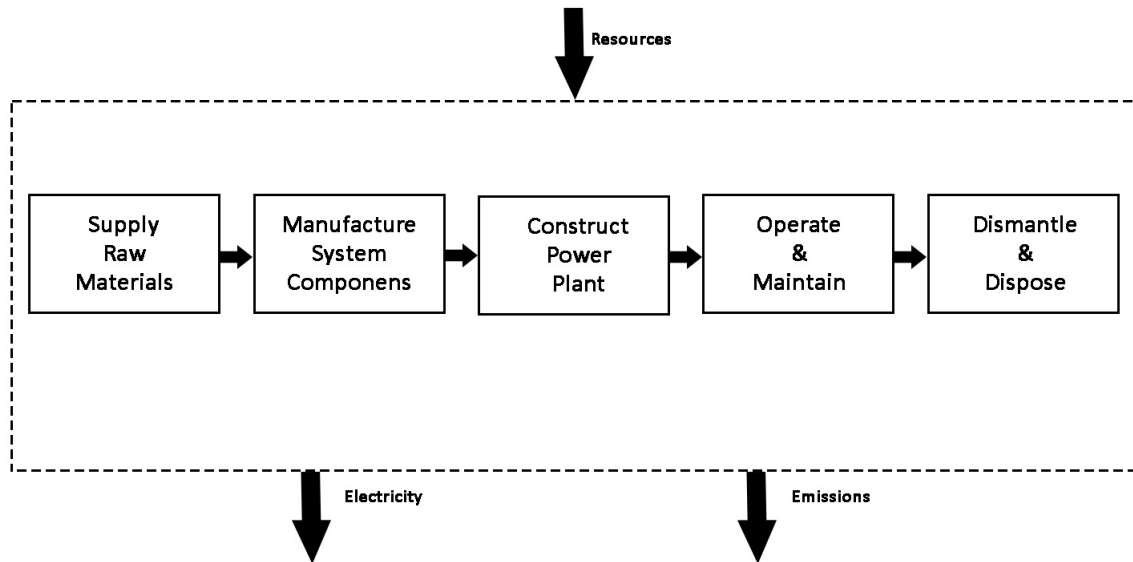 Resources
Supply
Raw
Materials
Manufacture
System
Componens
Construct
Power
Plant
Operate
&
Maintain
Dismantle
&
Dispose
Electricity
Emissions